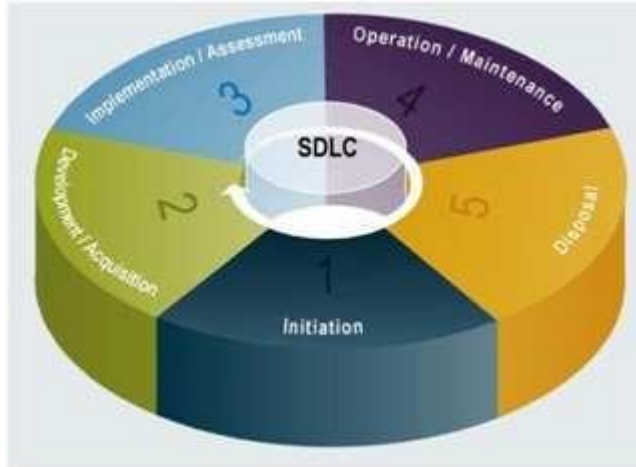 SDLC
1
Initiation
2
Development / Acquisition
3
Implementation / Assessment
4
Operation / Maintenance
5
Disposal